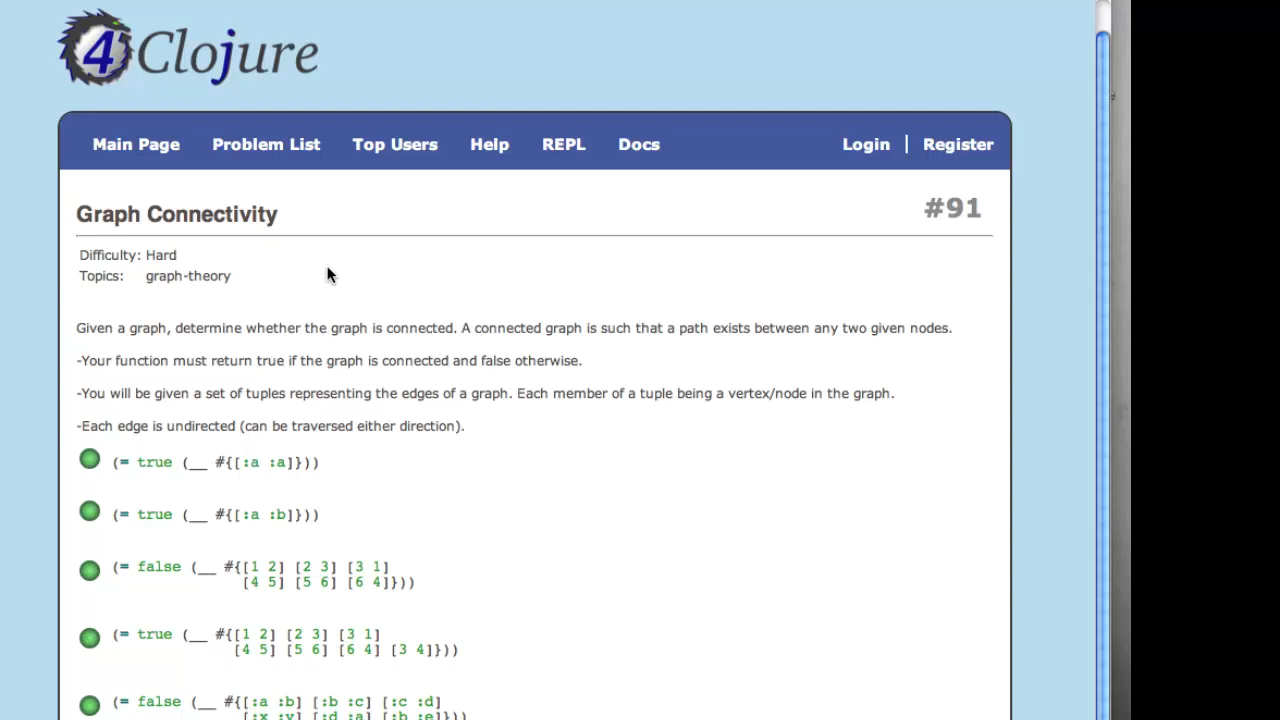 4Clojure
Main Page Problem List Top Users Help REPL Docs Login | Register
Graph Connectivity #91
Difficulty: Hard
Topics: graph-theory
Given a graph, determine whether the graph is connected. A connected graph is such that a path exists between any two given nodes.
-Your function must return true if the graph is connected and false otherwise.
-You will be given a set of tuples representing the edges of a graph. Each member of a tuple being a vertex/node in the graph.
-Each edge is undirected (can be traversed either direction).
(= true (__ #{[:a :a]}))
(= true (__ #{[:a :b]}))
(= false (__ #{[1 2] [2 3] [3 1]
[4 5] [5 6] [6 4]}))
(= true (__ #{[1 2] [2 3] [3 1]
[4 5] [5 6] [6 4] [3 4]}))
(= false (__ #{[:a :b] [:b :c] [:c :d]
[:x :y] [:d :a] [:b :e]}))